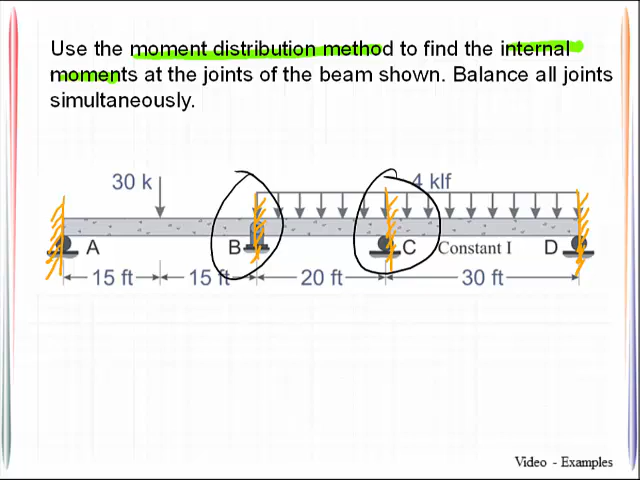 Use the moment distribution method to find the internal
moments at the joints of the beam shown. Balance all joints
simultaneously.
30 k
4 klf
A
B
C
Constant I
D
15 ft
15 ft
20 ft
30 ft
Video - Examples